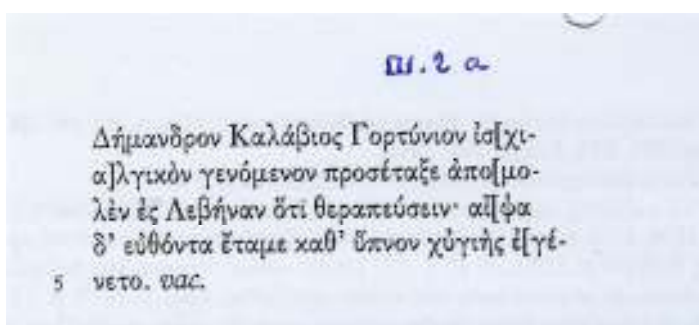 III.2 a
Δήμανδρον Καλάβιος Γορτύνιον ἰσ[χι-
α]λγικὸν γενόμενον προσέταξε ἀπο[μο-
λὲν ἐς Λεβήναν ὅτι θεραπεύσειν· αἶ[ψα
δ' εὐθόντα ἔταμε καθ' ὕπνον χὐγιὴς ἐ[γέ-
5 νετο. vac.